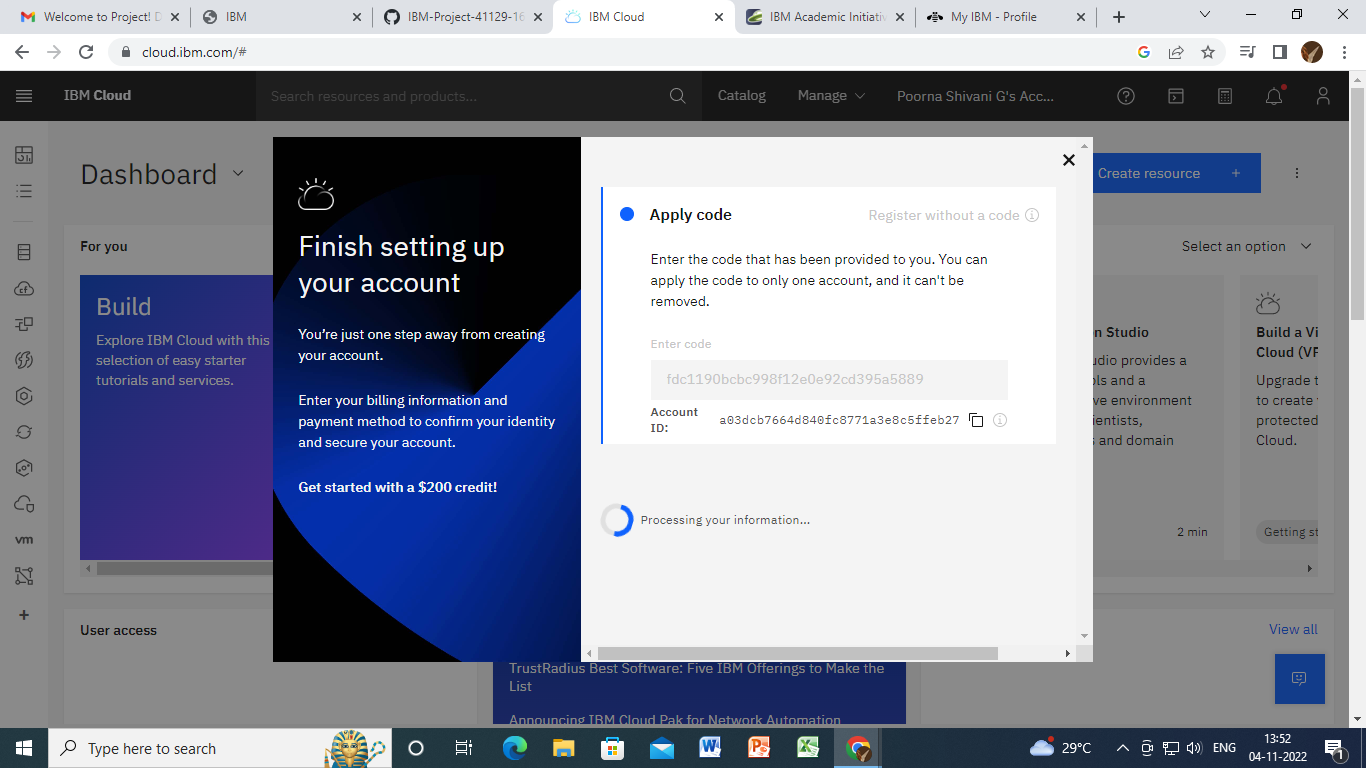 Welcome to Project! D
IBM
IBM-Project-41129-16
IBM Cloud
IBM Academic Initiativ
My IBM - Profile
cloud.ibm.com/#
IBM Cloud
Search resources and products...
Catalog
Manage
Poorna Shivani G's Acc...
Dashboard
Create resource +
For you
Select an option
Build
Explore IBM Cloud with this
selection of easy starter
tutorials and services.
Finish setting up
your account
You're just one step away from creating
your account.
Enter your billing information and
payment method to confirm your identity
and secure your account.
Get started with a $200 credit!
Apply code
Register without a code
Enter the code that has been provided to you. You can
apply the code to only one account, and it can't be
removed.
Enter code
fdc1190bcbc998f12e0e92cd395a5889
Account
ID:
a03dcb7664d840fc8771a3e8c5ffeb27
Processing your information...
n Studio
udio provides a
ols and a
ve environment
ientists,
s and domain
2 min
Build a Vi
Cloud (VP
Upgrade t
to create
protected
Cloud.
Getting st
vm
User access
View all
TrustRadius Best Software: Five IBM Offerings to Make the
List
Announcing IBM Cloud Pak for Network Automation
Type here to search
29°C
ENG
13:52
04-11-2022
1